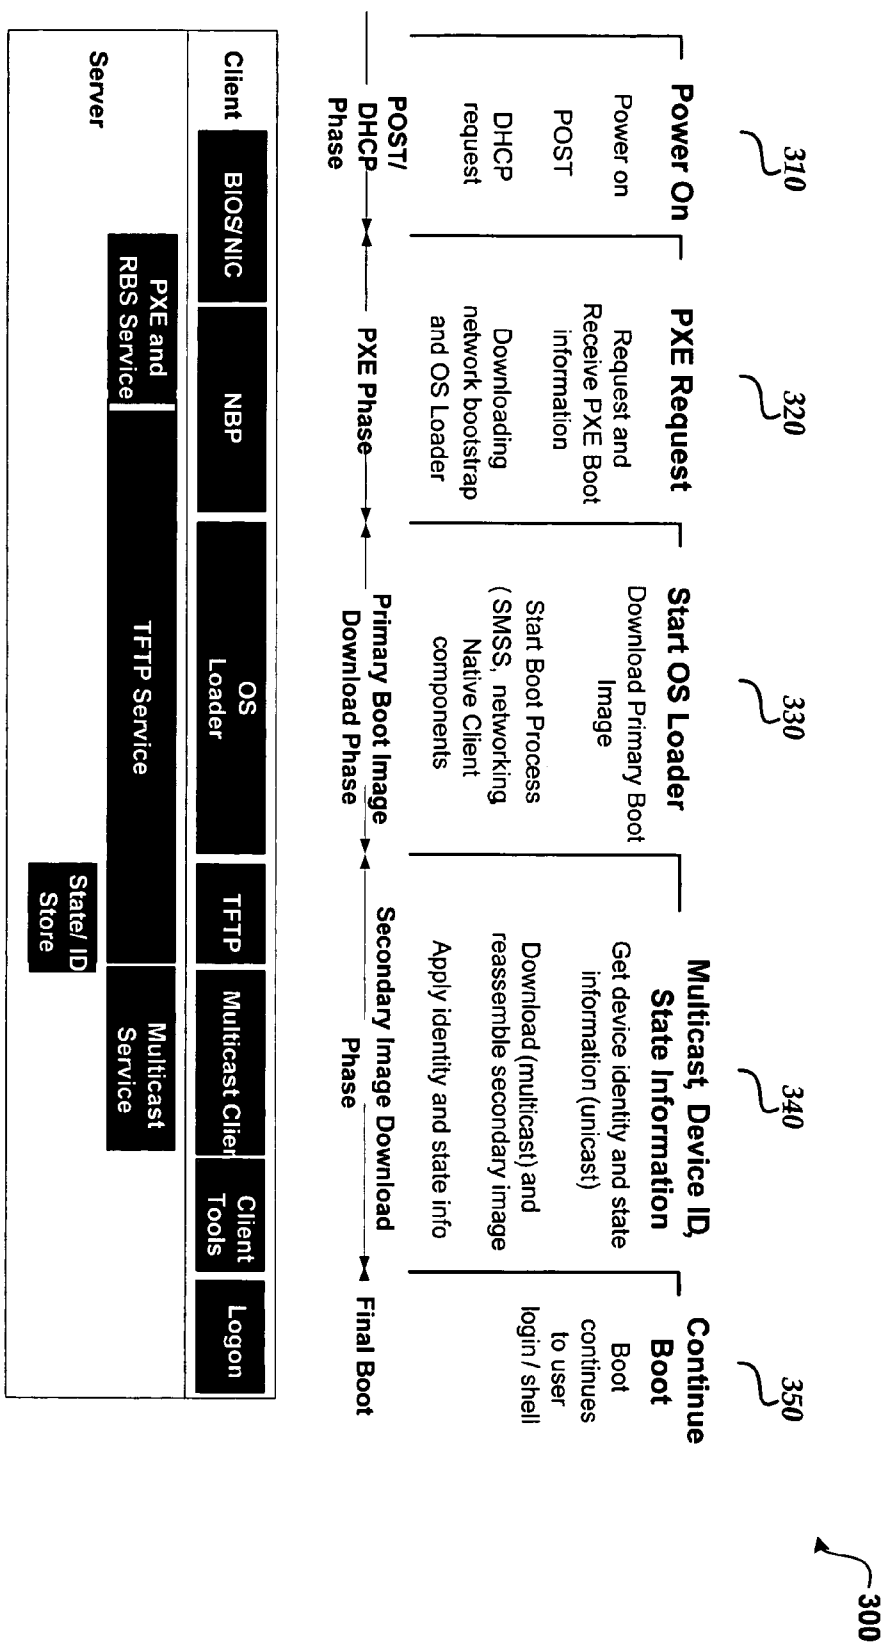 300
310
320
330
340
350
Power On
Power on
POST
DHCP
request
PXE Request
Request and
Receive PXE Boot
information
Downloading
network bootstrap
and OS Loader
Start OS Loader
Download Primary Boot
Image
Start Boot Process
(SMSS, networking
Native Client
components
Multicast, Device ID,
State Information
Get device identity and state
information (unicast)
Download (multicast) and
reassemble secondary image
Apply identity and state info
Continue
Boot
Boot
continues
to user
login / shell
POST/
DHCP
Phase
PXE Phase
Primary Boot Image
Download Phase
Secondary Image Download
Phase
Final Boot
Client
BIOS/NIC
NBP
OS
Loader
TFTP
Multicast Clier
Client
Tools
Logon
Server
PXE and
RBS Service
TFTP Service
State/ ID
Store
Multicast
Service